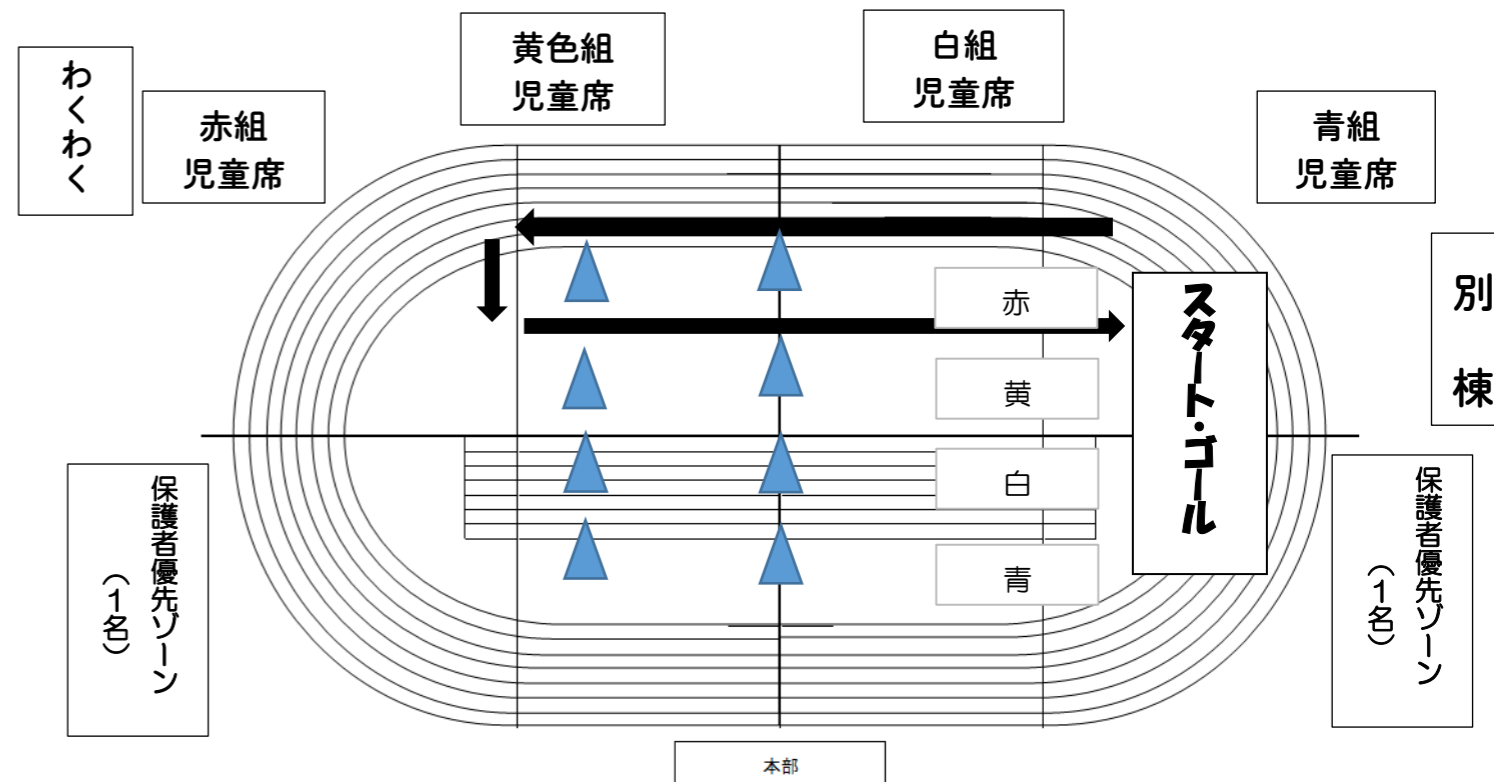 わくわく
赤組
児童席
黄色組
児童席
白組
児童席
青組
児童席
別棟
赤
黄
白
青
スタート・ゴール
保護者優先ゾーン
(1名)
保護者優先ゾーン
(1名)
本部